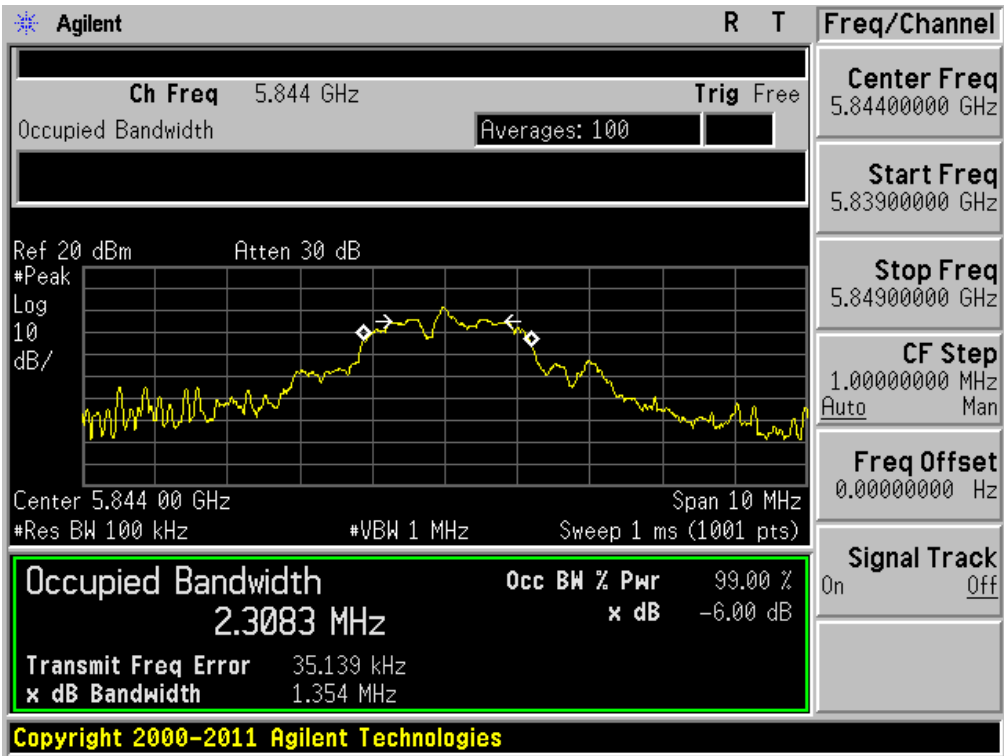 Agilent R T
Ch Freq 5.844 GHz Trig Free
Occupied Bandwidth Averages: 100
Ref 20 dBm Atten 30 dB
#Peak
Log
10
dB/
Center 5.844 00 GHz Span 10 MHz
#Res BW 100 kHz #VBW 1 MHz Sweep 1 ms (1001 pts)
Occupied Bandwidth Occ BW % Pwr 99.00 %
2.3083 MHz x dB -6.00 dB
Transmit Freq Error 35.139 kHz
x dB Bandwidth 1.354 MHz
Copyright 2000-2011 Agilent Technologies
Freq/Channel
Center Freq
5.84400000 GHz
Start Freq
5.83900000 GHz
Stop Freq
5.84900000 GHz
CF Step
1.00000000 MHz
Auto Man
Freq Offset
0.00000000 Hz
Signal Track
On Off